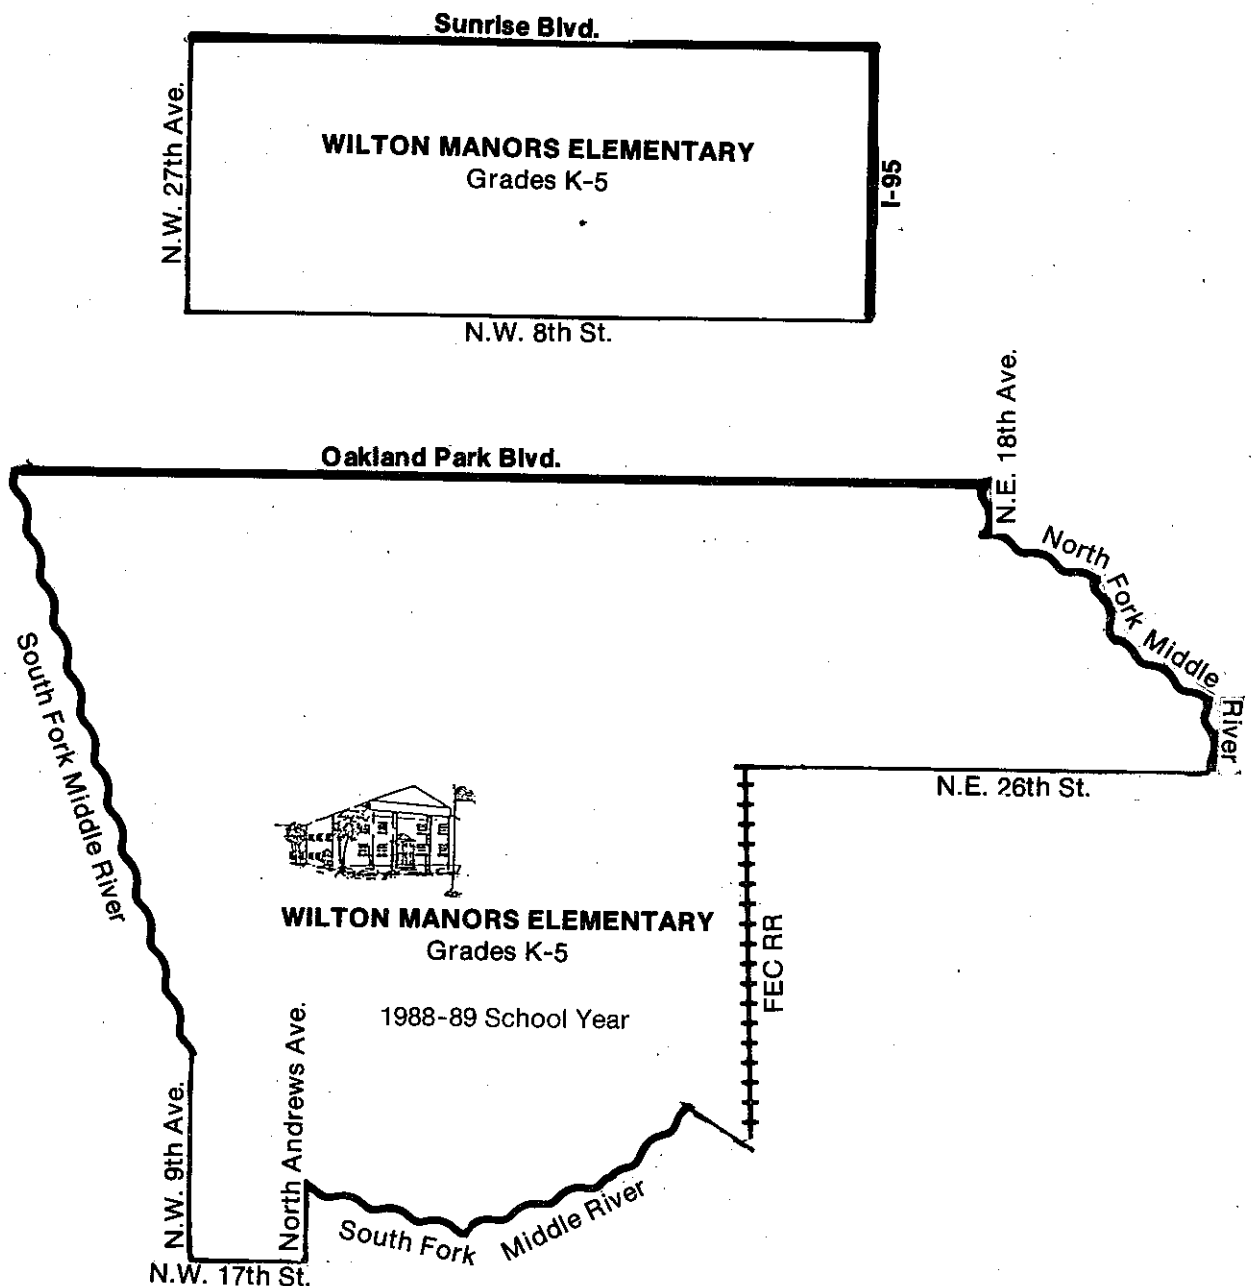 Sunrise Blvd.
N.W. 27th Ave.
WILTON MANORS ELEMENTARY
Grades K-5
I-95
N.W. 8th St.
Oakland Park Blvd.
N.E. 18th Ave.
North Fork Middle River
South Fork Middle River
N.E. 26th St.
WILTON MANORS ELEMENTARY
Grades K-5
1988-89 School Year
FEC RR
N.W. 9th Ave.
North Andrews Ave.
South Fork Middle River
N.W. 17th St.